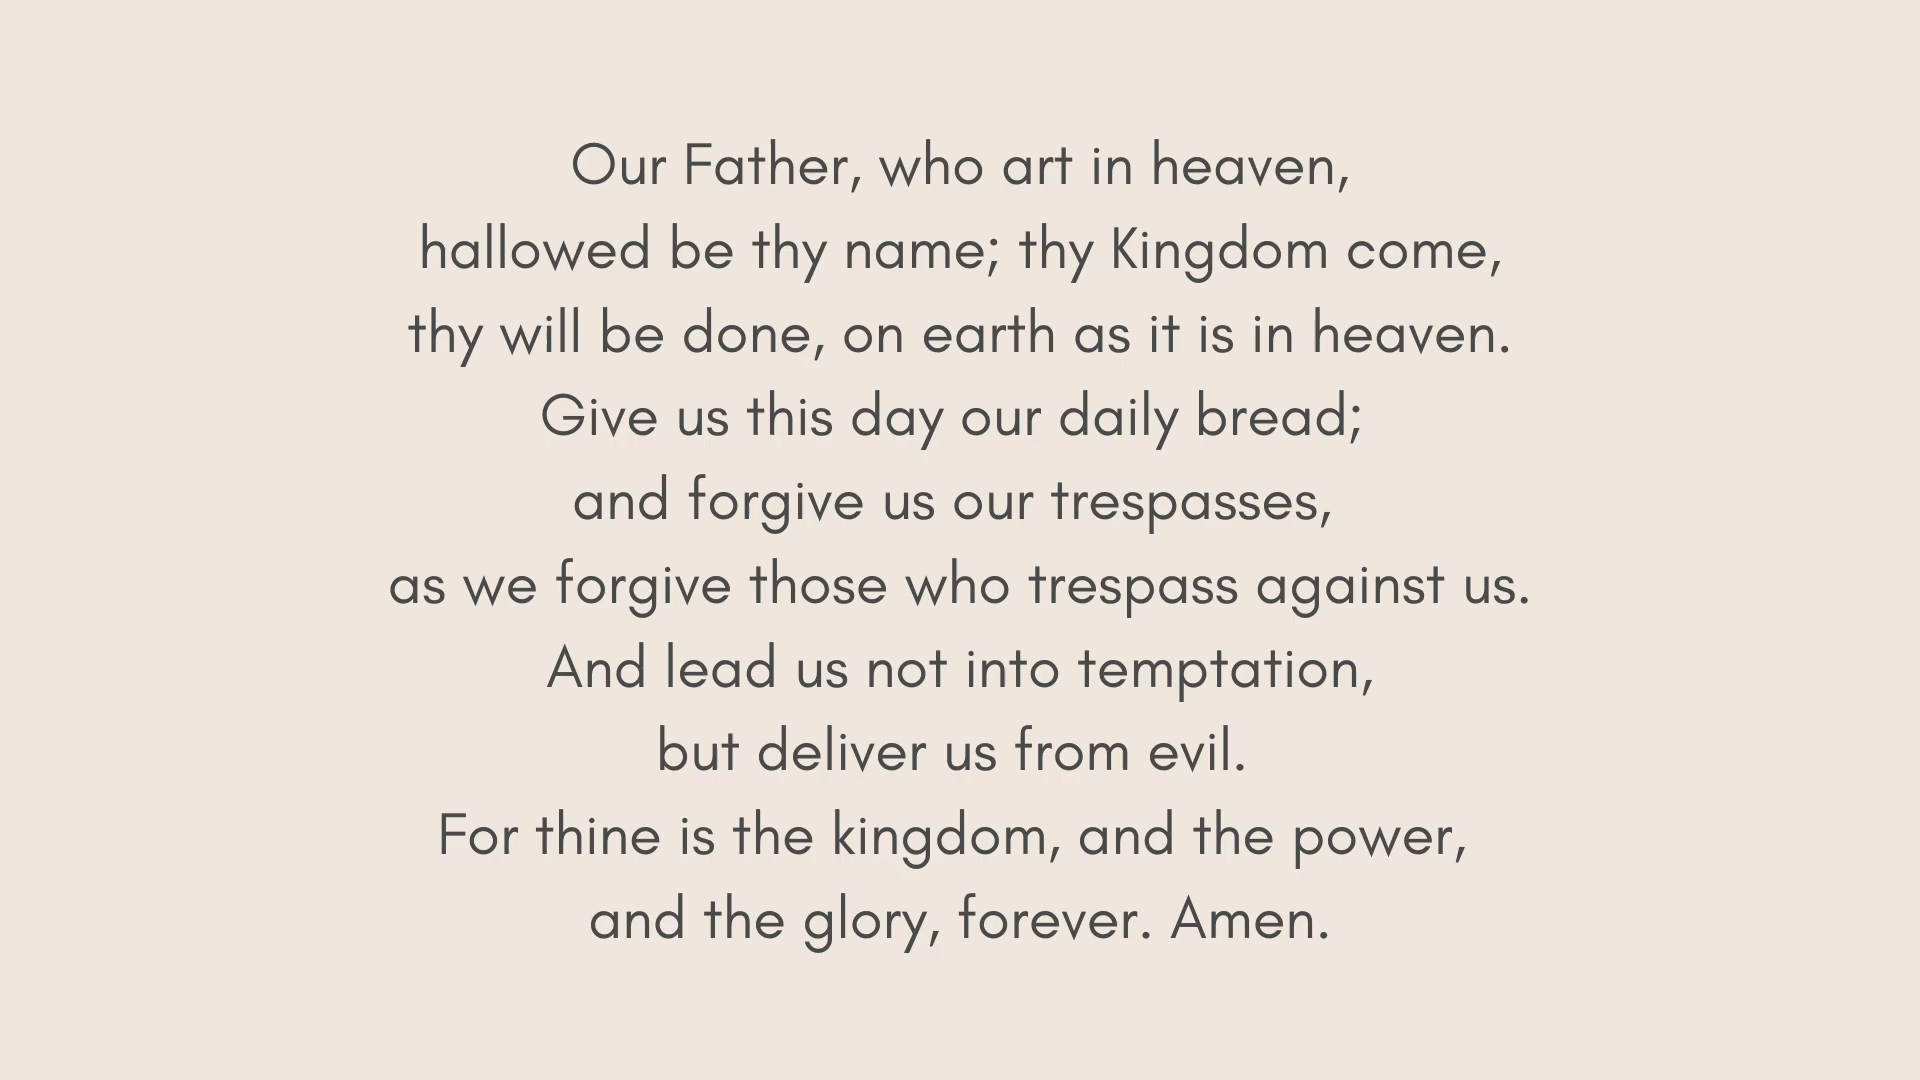 Our Father, who art in heaven,
hallowed be thy name; thy Kingdom come,
thy will be done, on earth as it is in heaven.
Give us this day our daily bread;
and forgive us our trespasses,
as we forgive those who trespass against us.
And lead us not into temptation,
but deliver us from evil.
For thine is the kingdom, and the power,
and the glory, forever. Amen.